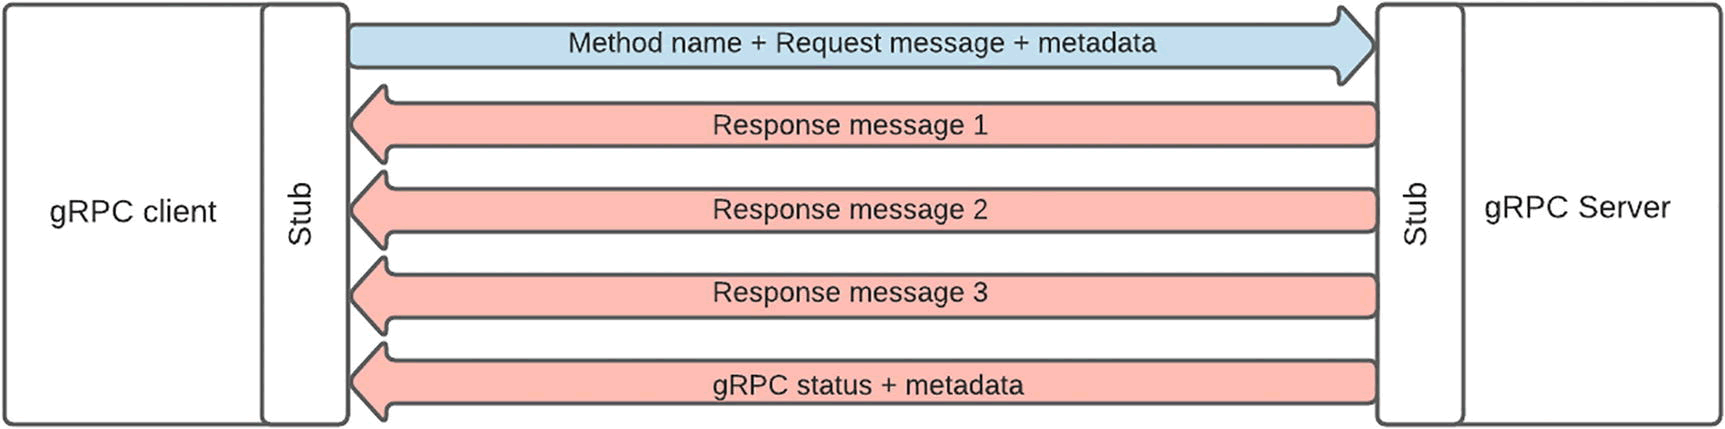 Method name + Request message + metadata
Response message 1
gRPC client
Stub
Response message 2
Stub
gRPC Server
Response message 3
gRPC status + metadata